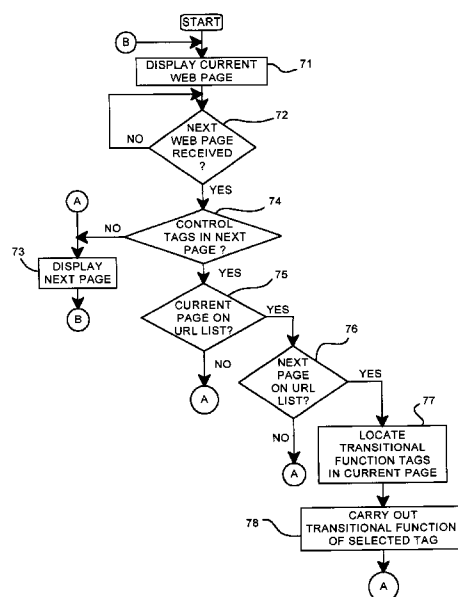 START
B
DISPLAY CURRENT
WEB PAGE
71
72
NEXT
WEB PAGE
RECEIVED
?
NO
YES
74
A
NO
CONTROL
TAGS IN NEXT
PAGE ?
73
DISPLAY
NEXT PAGE
B
YES
75
CURRENT
PAGE ON
URL LIST?
YES
NO
A
76
NEXT
PAGE
ON URL
LIST?
YES
NO
A
77
LOCATE
TRANSITIONAL
FUNCTION TAGS
IN CURRENT PAGE
78
CARRY OUT
TRANSITIONAL FUNCTION
OF SELECTED TAG
A